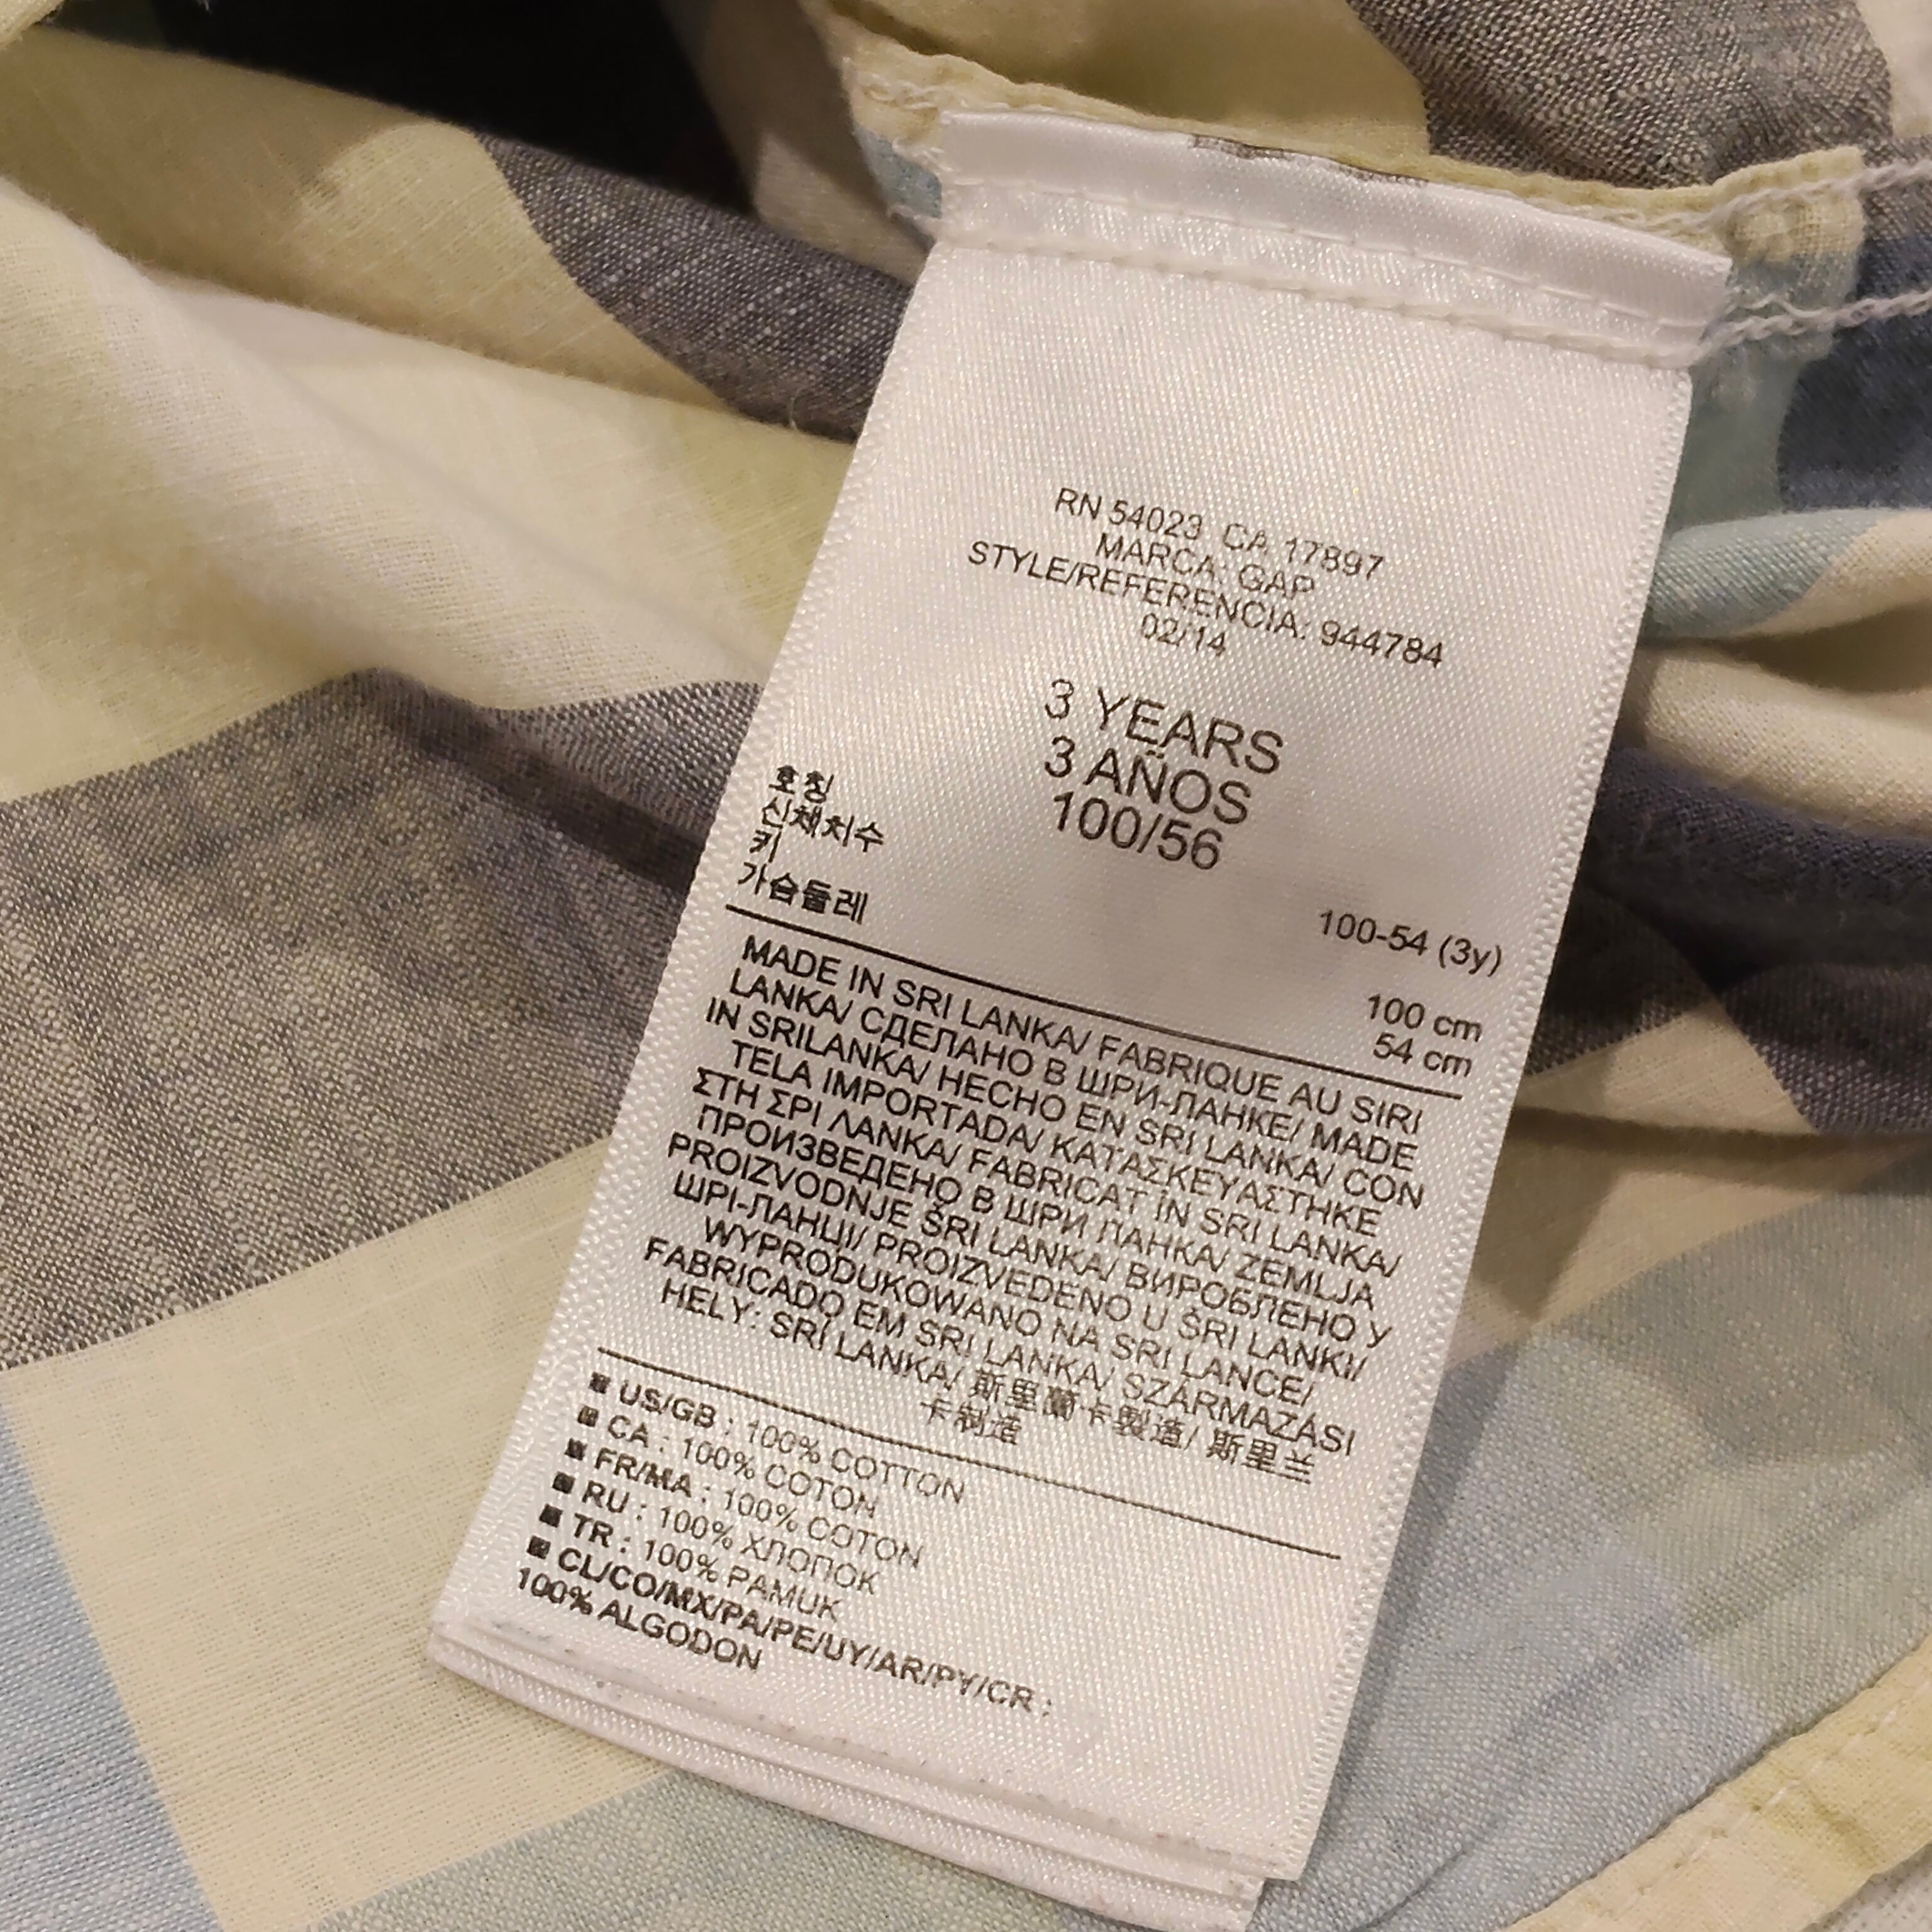 RN 54023 CA 17897
MARCA: GAP
STYLE/REFERENCIA: 944784
02/14
3 YEARS
3 AÑOS
100/56
호칭 100-54 (3y)
신체치수
키 100 cm
가슴둘레 54 cm
MADE IN SRI LANKA/ FABRIQUE AU SIRI
LANKA/ СДЕЛАНО В ШРИ-ЛАНКЕ/ MADE
IN SRILANKA/ HECHO EN SRI LANKA/ CON
TELA IMPORTADA/ ΚΑΤΑΣΚΕΥΑΣΤΗΚΕ
ΣΤΗ ΣΡΙ ΛΑΝΚΑ/ FABRICAT ÎN SRI LANKA/
ПРОИЗВЕДЕНО В ШРИ ЛАНКА/ ZEMLJA
PROIZVODNJE ŠRI LANKA/ ВИРОБЛЕНО У
ШРІ-ЛАНЦІ/ PROIZVEDENO U ŠRI LANKI/
WYPRODUKOWANO NA SRI LANCE/
FABRICADO EM SRI LANKA/ SZÁRMAZÁSI
HELY: SRÍ LANKA/ 斯里蘭卡製造/ 斯里兰
卡制造
▪ US/GB : 100% COTTON
▪ CA : 100% COTON
▪ FR/MA : 100% COTON
▪ RU : 100% ХЛОПОК
▪ TR : 100% PAMUK
▪ CL/CO/MX/PA/PE/UY/AR/PY/CR :
100% ALGODON